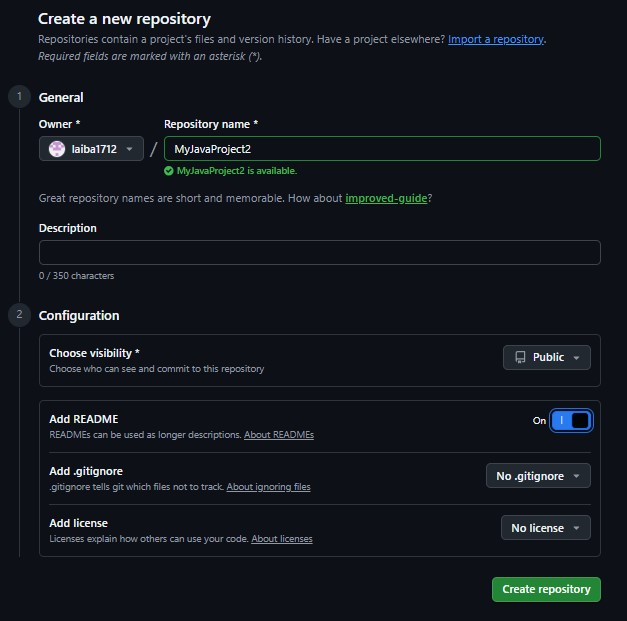 Create a new repository
Repositories contain a project's files and version history. Have a project elsewhere? Import a repository.
Required fields are marked with an asterisk (*).
1 General
Owner * Repository name *
laiba1712 / MyJavaProject2
MyJavaProject2 is available.
Great repository names are short and memorable. How about improved-guide?
Description
0 / 350 characters
2 Configuration
Choose visibility *
Choose who can see and commit to this repository
Public
Add README
READMEs can be used as longer descriptions. About READMEs
On
Add .gitignore
.gitignore tells git which files not to track. About ignoring files
No .gitignore
Add license
Licenses explain how others can use your code. About licenses
No license
Create repository